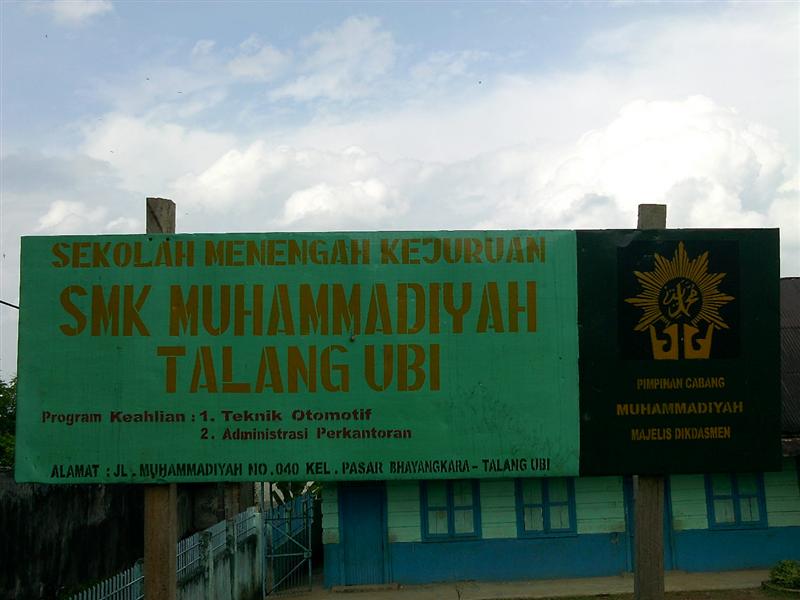 SEKOLAH MENENGAH KEJURUAN
SMK MUHAMMADIYAH
TALANG UBI
Program Keahlian : 1. Teknik Otomotif
2. Administrasi Perkantoran
ALAMAT : JL. MUHAMMADIYAH NO. 040 KEL. PASAR BHAYANGKARA - TALANG UBI
PIMPINAN CABANG
MUHAMMADIYAH
MAJELIS DIKDASMEN